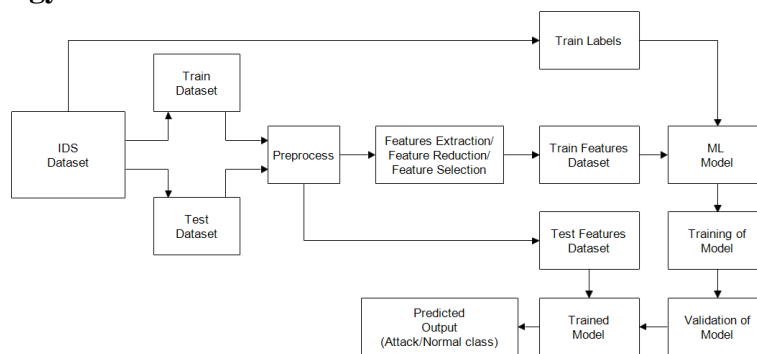 gy
Train Labels
Train
Dataset
IDS
Dataset
Preprocess
Features Extraction/
Feature Reduction/
Feature Selection
Train Features
Dataset
ML
Model
Test
Dataset
Test Features
Dataset
Training of
Model
Predicted
Output
(Attack/Normal class)
Trained
Model
Validation of
Model